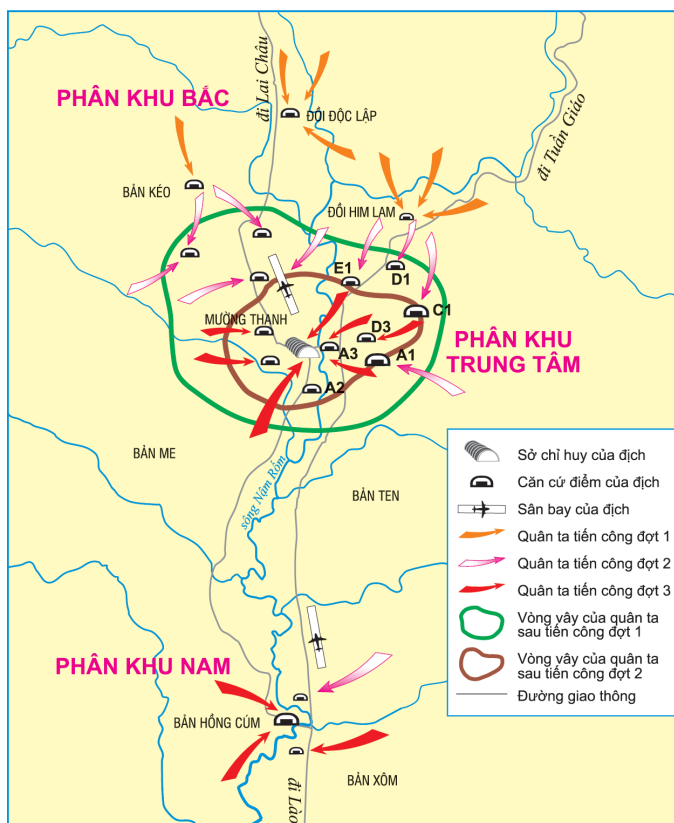 đi Lai Châu
PHÂN KHU BẮC
ĐỒI ĐỘC LẬP
đi Tuần Giáo
BẢN KÉO
ĐỒI HIM LAM
E1
D1
C1
MƯỜNG THANH
D3
A3
A1
PHÂN KHU
TRUNG TÂM
A2
BẢN ME
sông Nậm Rốm
BẢN TEN
Sở chỉ huy của địch
Căn cứ điểm của địch
Sân bay của địch
Quân ta tiến công đợt 1
Quân ta tiến công đợt 2
Quân ta tiến công đợt 3
Vòng vây của quân ta
sau tiến công đợt 1
Vòng vây của quân ta
sau tiến công đợt 2
Đường giao thông
PHÂN KHU NAM
BẢN HỒNG CÚM
BẢN XÔM
đi Lào